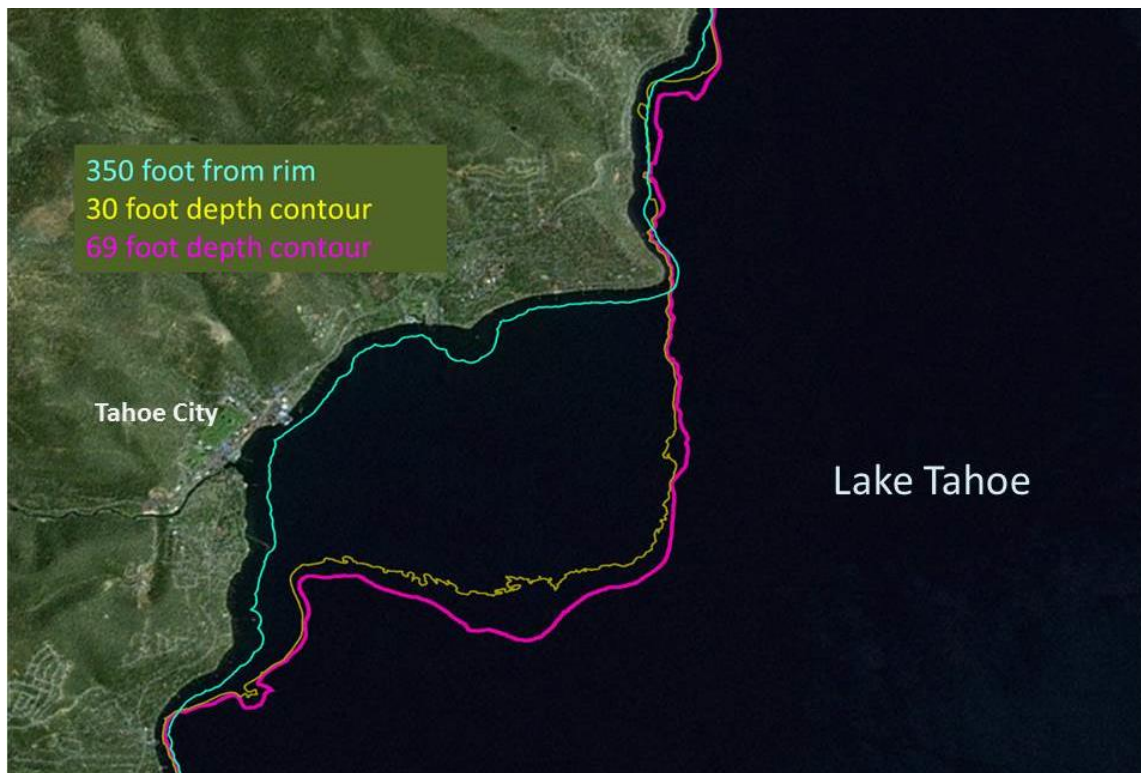 350 foot from rim
30 foot depth contour
69 foot depth contour
Tahoe City
Lake Tahoe